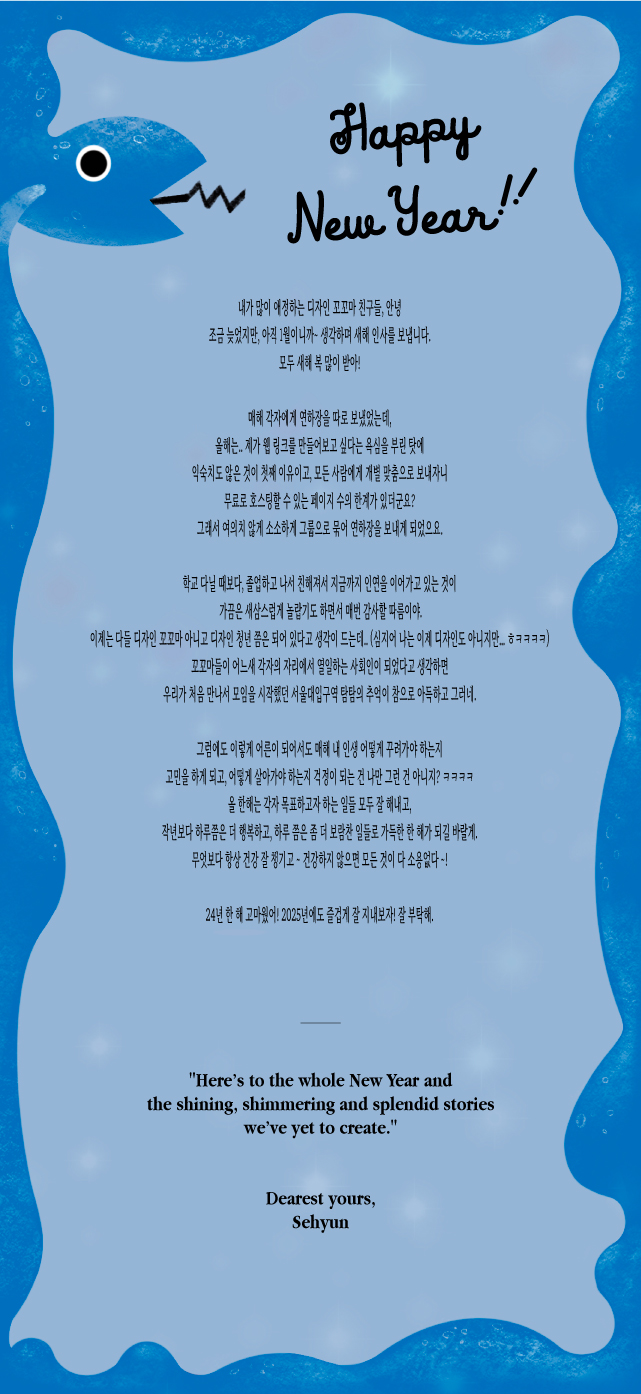 Happy
New Year!!
내가 많이 애정하는 디자인 꼬꼬마 친구들, 안녕
조금 늦었지만, 아직 1월이니까~ 생각하며 새해 인사를 보냅니다.
모두 새해 복 많이 받아!
매해 각자에게 연하장을 따로 보냈었는데,
올해는.. 제가 웹 링크를 만들어보고 싶다는 욕심을 부린 탓에
익숙치도 않은 것이 첫째 이유이고, 모든 사람에게 개별 맞춤으로 보내자니
무료로 호스팅할 수 있는 페이지 수의 한계가 있더군요?
그래서 여의치 않게 소소하게 그룹으로 묶어 연하장을 보내게 되었으요.
학교 다닐 때보다, 졸업하고 나서 친해져서 지금까지 인연을 이어가고 있는 것이
가끔은 새삼스럽게 놀랍기도 하면서 매번 감사할 따름이야.
이제는 다들 디자인 꼬꼬마 아니고 디자인 청년 쯤은 되어 있다고 생각이 드는데.. (심지어 나는 이제 디자인도 아니지만... ㅎㅋㅋㅋㅋ)
꼬꼬마들이 어느새 각자의 자리에서 열일하는 사회인이 되었다고 생각하면
우리가 처음 만나서 모임을 시작했던 서울대입구역 탐탐의 추억이 참으로 아득하고 그러네.
그럼에도 이렇게 어른이 되어서도 매해 내 인생 어떻게 꾸려가야 하는지
고민을 하게 되고, 어떻게 살아가야 하는지 걱정이 되는 건 나만 그런 건 아니지? ㅋㅋㅋㅋ
올 한해는 각자 목표하고자 하는 일들 모두 잘 해내고,
작년보다 하루쯤은 더 행복하고, 하루 쯤은 좀 더 보람찬 일들로 가득한 한 해가 되길 바랄게.
무엇보다 항상 건강 잘 챙기고 ~ 건강하지 않으면 모든 것이 다 소용없다 ~!
24년 한 해 고마웠어! 2025년에도 즐겁게 잘 지내보자! 잘 부탁해.
"Here's to the whole New Year and
the shining, shimmering and splendid stories
we've yet to create."
Dearest yours,
Sehyun